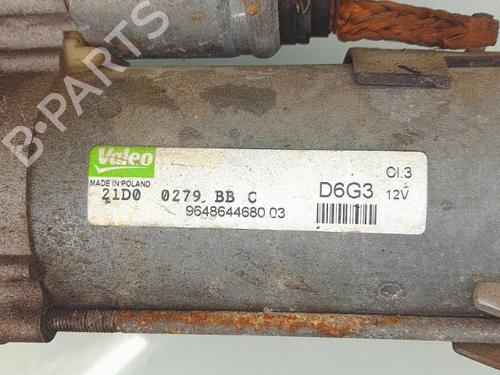 B-PARTS
Valeo
MADE IN POLAND
21D0 0279 BB C
9648644680 03
D6G3
Cl.3
12V